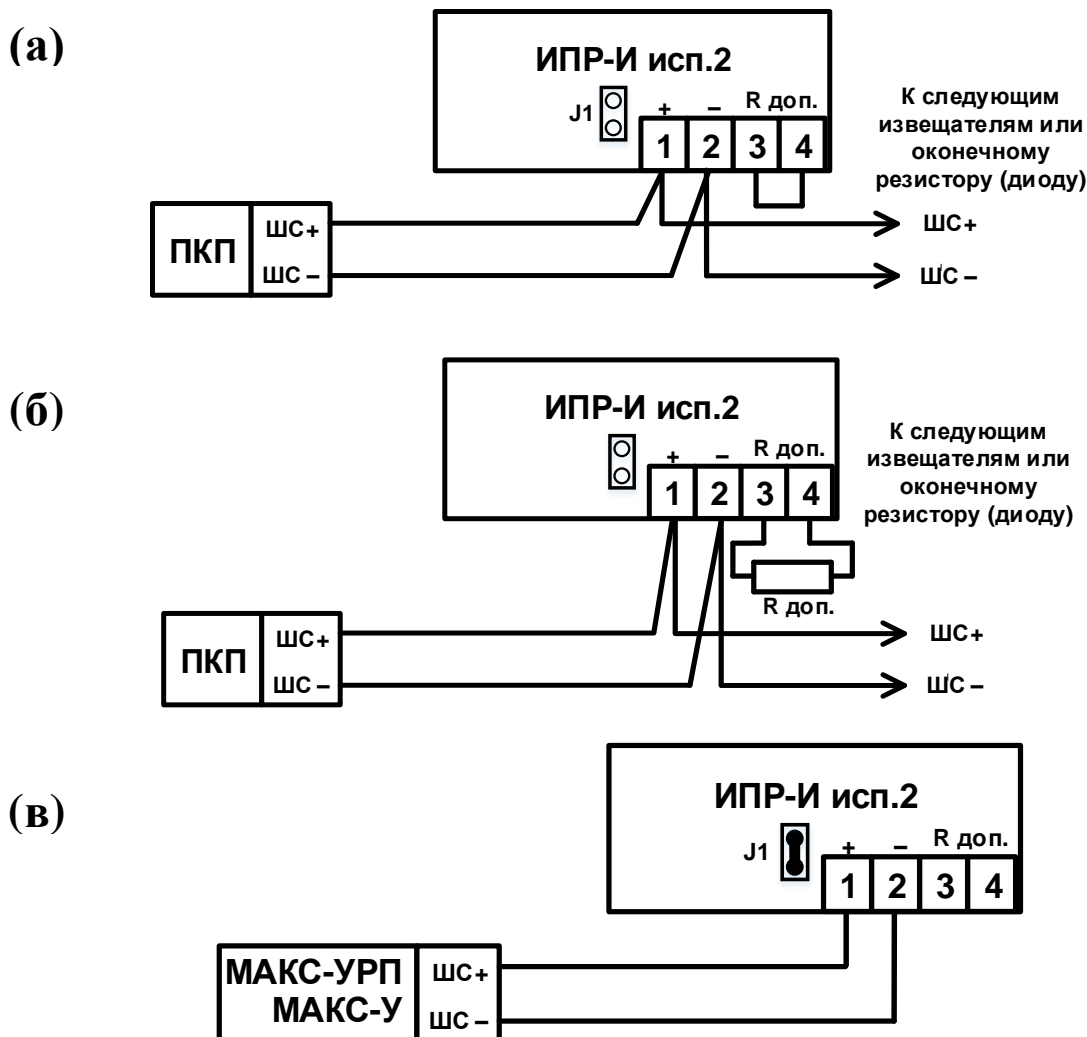 (а)
ИПР-И исп.2
J1
+ – R доп.
1 2 3 4
К следующим
извещателям или
оконечному
резистору (диоду)
ПКП
ШС+
ШС –
ШС+
ШС –
(б)
ИПР-И исп.2
+ – R доп.
1 2 3 4
К следующим
извещателям или
оконечному
резистору (диоду)
R доп.
ПКП
ШС+
ШС –
ШС+
ШС –
(в)
ИПР-И исп.2
J1
+ – R доп.
1 2 3 4
МАКС-УРП
МАКС-У
ШС+
ШС –